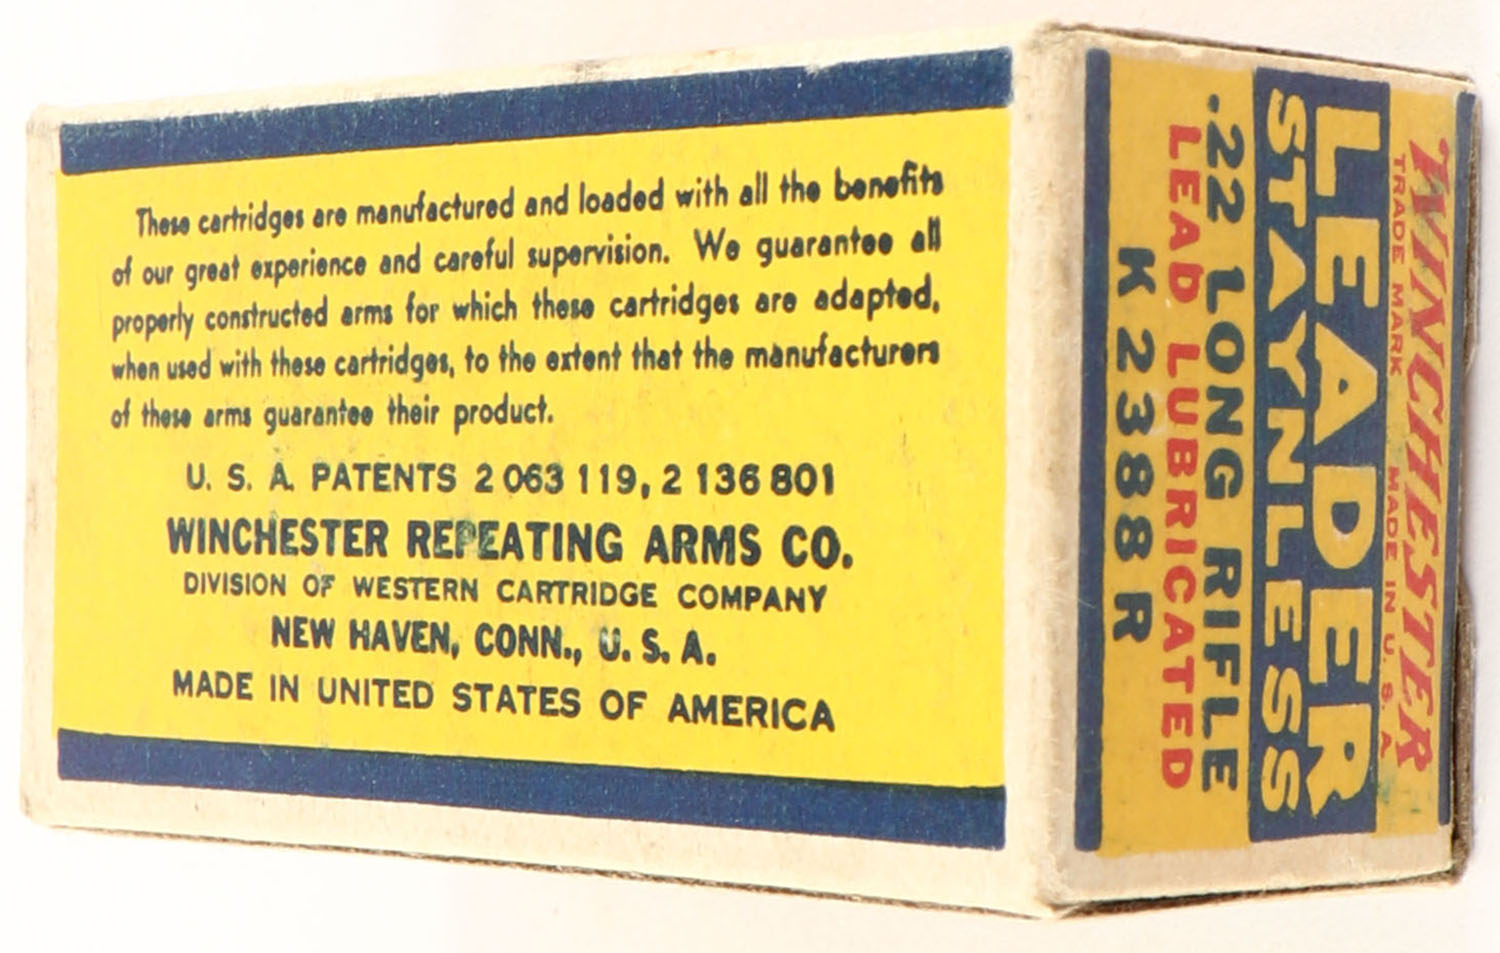 These cartridges are manufactured and loaded with all the benefits
of our great experience and careful supervision. We guarantee all
properly constructed arms for which these cartridges are adapted,
when used with these cartridges, to the extent that the manufacturers
of these arms guarantee their product.
U. S. A. PATENTS 2 063 119, 2 136 801
WINCHESTER REPEATING ARMS CO.
DIVISION OF WESTERN CARTRIDGE COMPANY
NEW HAVEN, CONN., U. S. A.
MADE IN UNITED STATES OF AMERICA
WINCHESTER
TRADE MARK MADE IN U. S. A.
LEADER
STAYNLESS
.22 LONG RIFLE
LEAD LUBRICATED
K 2388 R